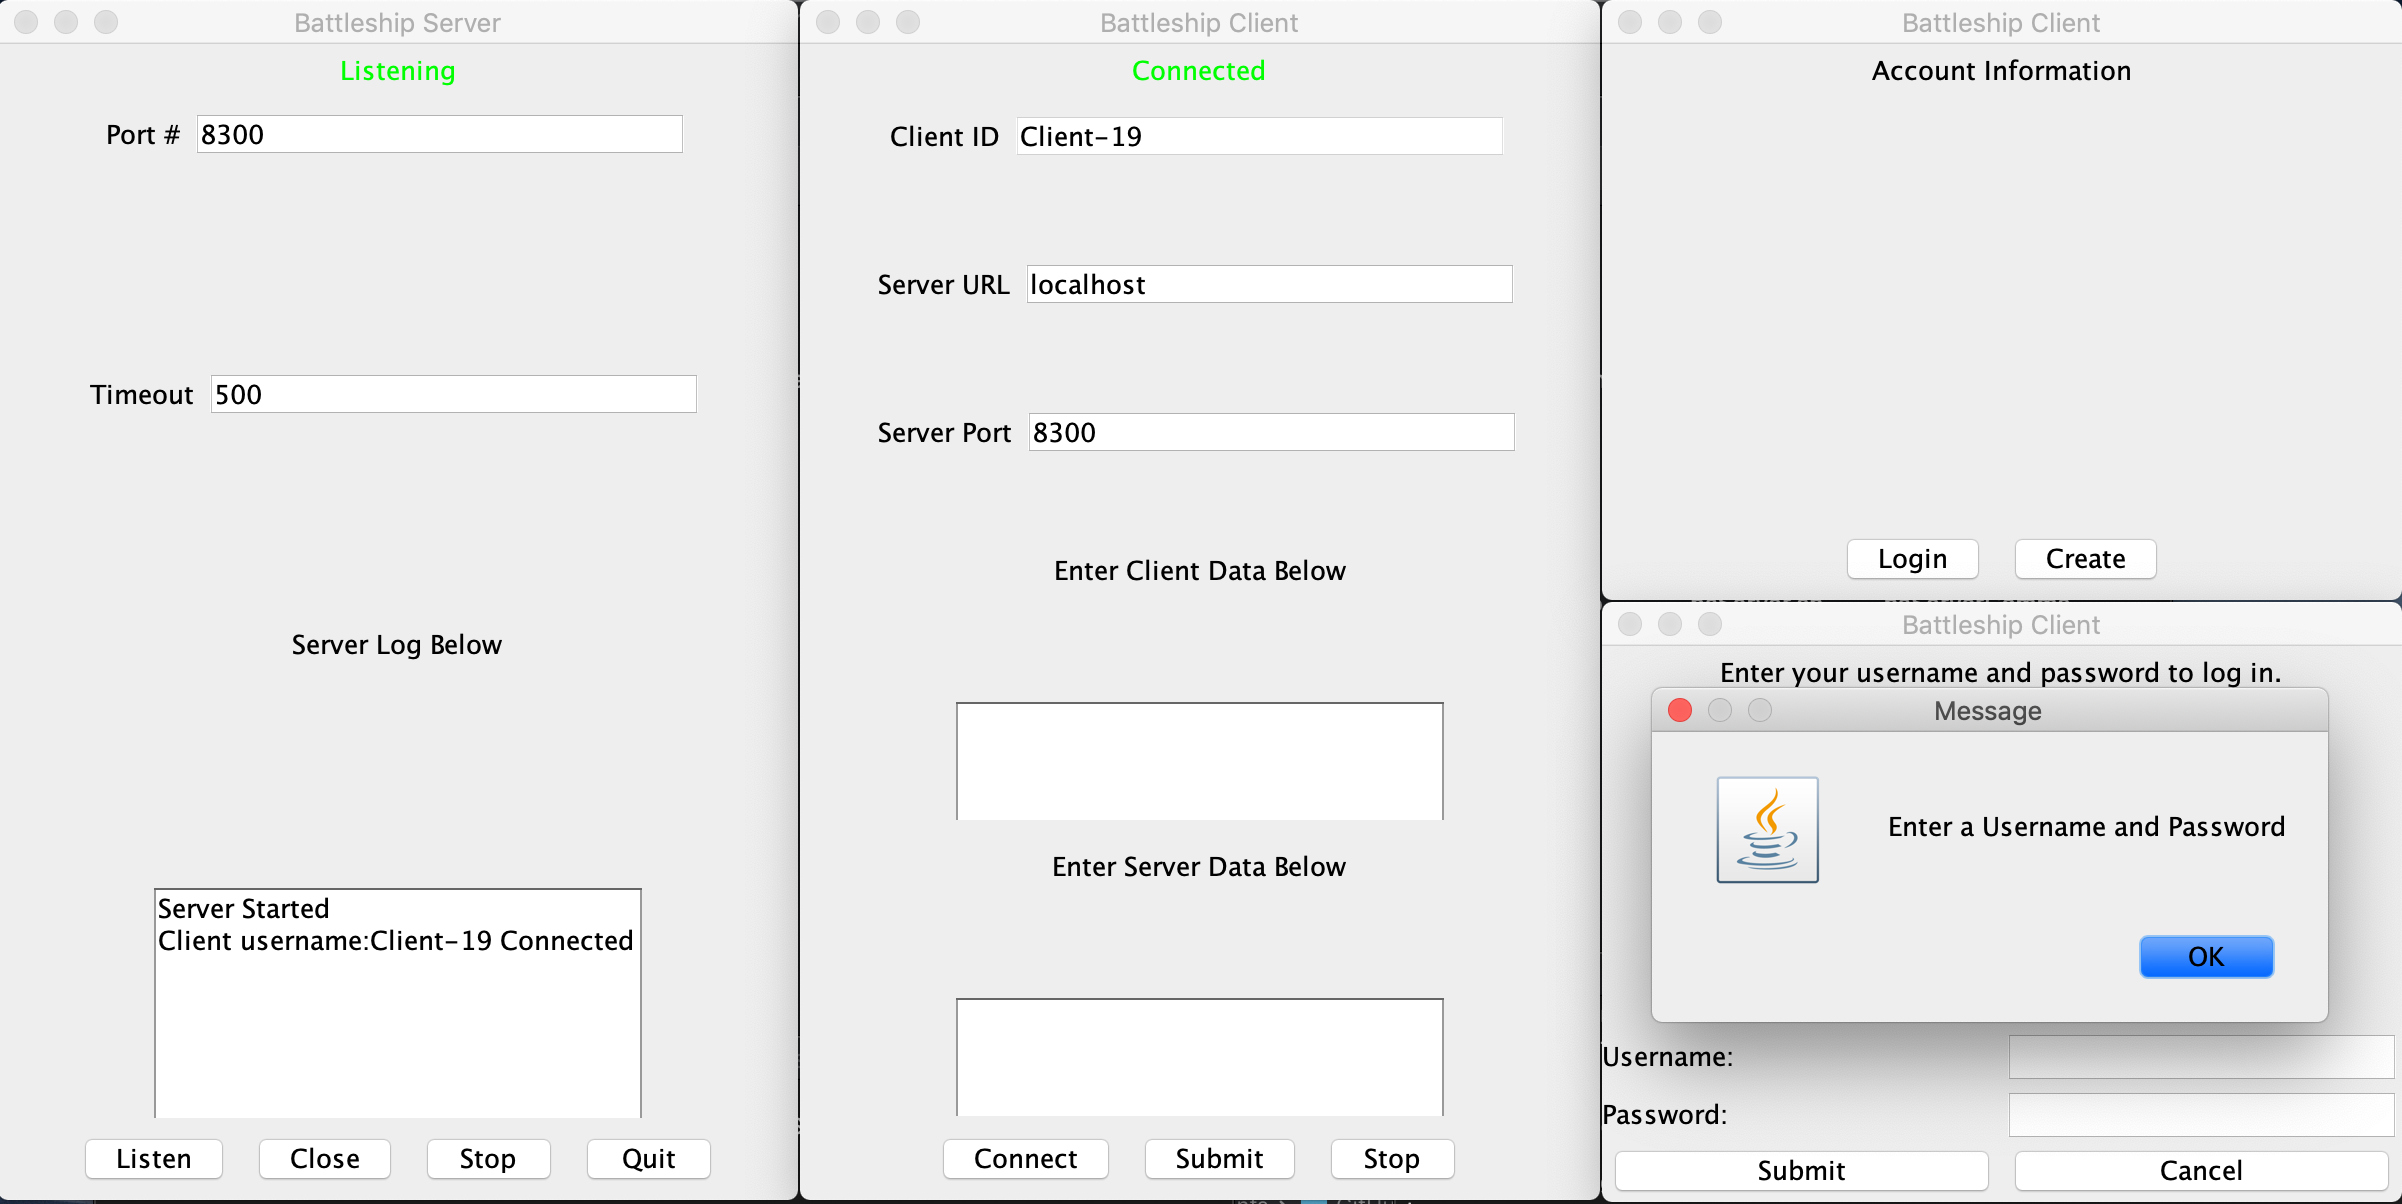 Battleship Server
Listening
Port # 8300
Timeout 500
Server Log Below
Server Started
Client username:Client-19 Connected
Listen Close Stop Quit
Battleship Client
Connected
Client ID Client-19
Server URL localhost
Server Port 8300
Enter Client Data Below
Enter Server Data Below
Connect Submit Stop
Battleship Client
Account Information
Login Create
Battleship Client
Enter your username and password to log in.
Message
Enter a Username and Password
OK
Username:
Password:
Submit Cancel